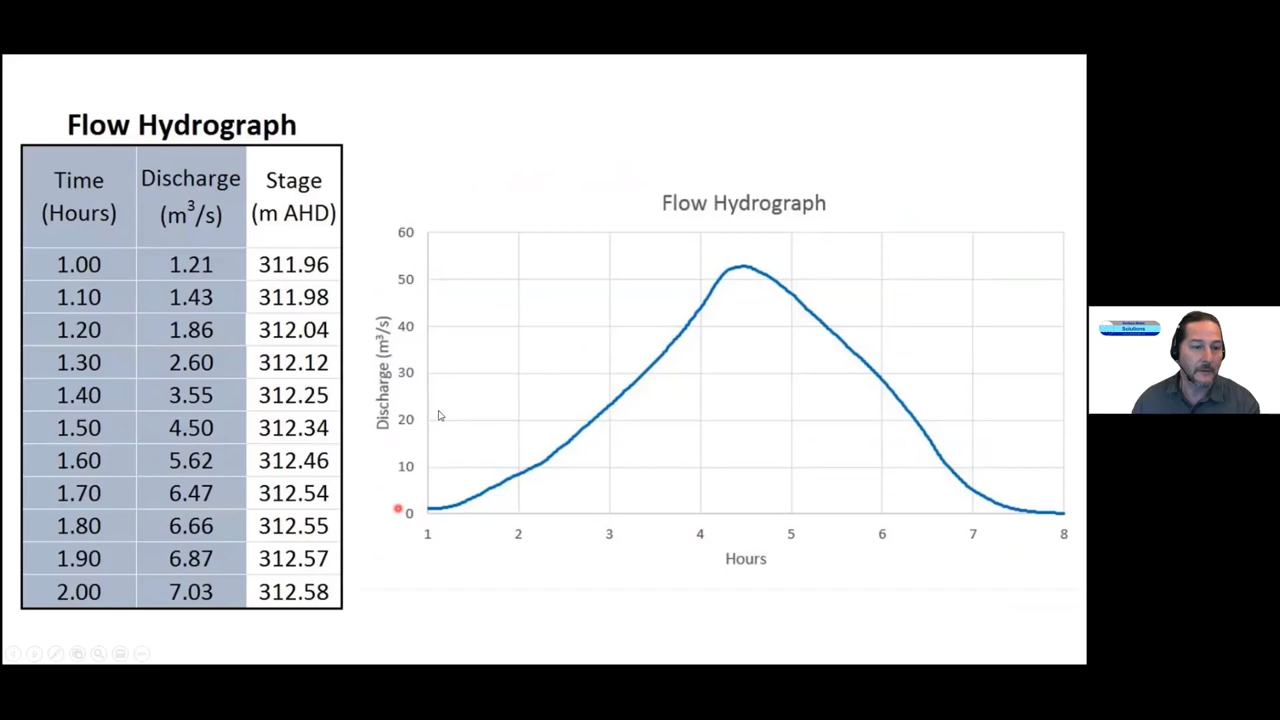 Flow Hydrograph
Time (Hours) Discharge (m³/s) Stage (m AHD)
1.00 1.21 311.96
1.10 1.43 311.98
1.20 1.86 312.04
1.30 2.60 312.12
1.40 3.55 312.25
1.50 4.50 312.34
1.60 5.62 312.46
1.70 6.47 312.54
1.80 6.66 312.55
1.90 6.87 312.57
2.00 7.03 312.58
Flow Hydrograph
60
50
40
30
20
10
0
Discharge (m³/s)
1 2 3 4 5 6 7 8
Hours
Solutions